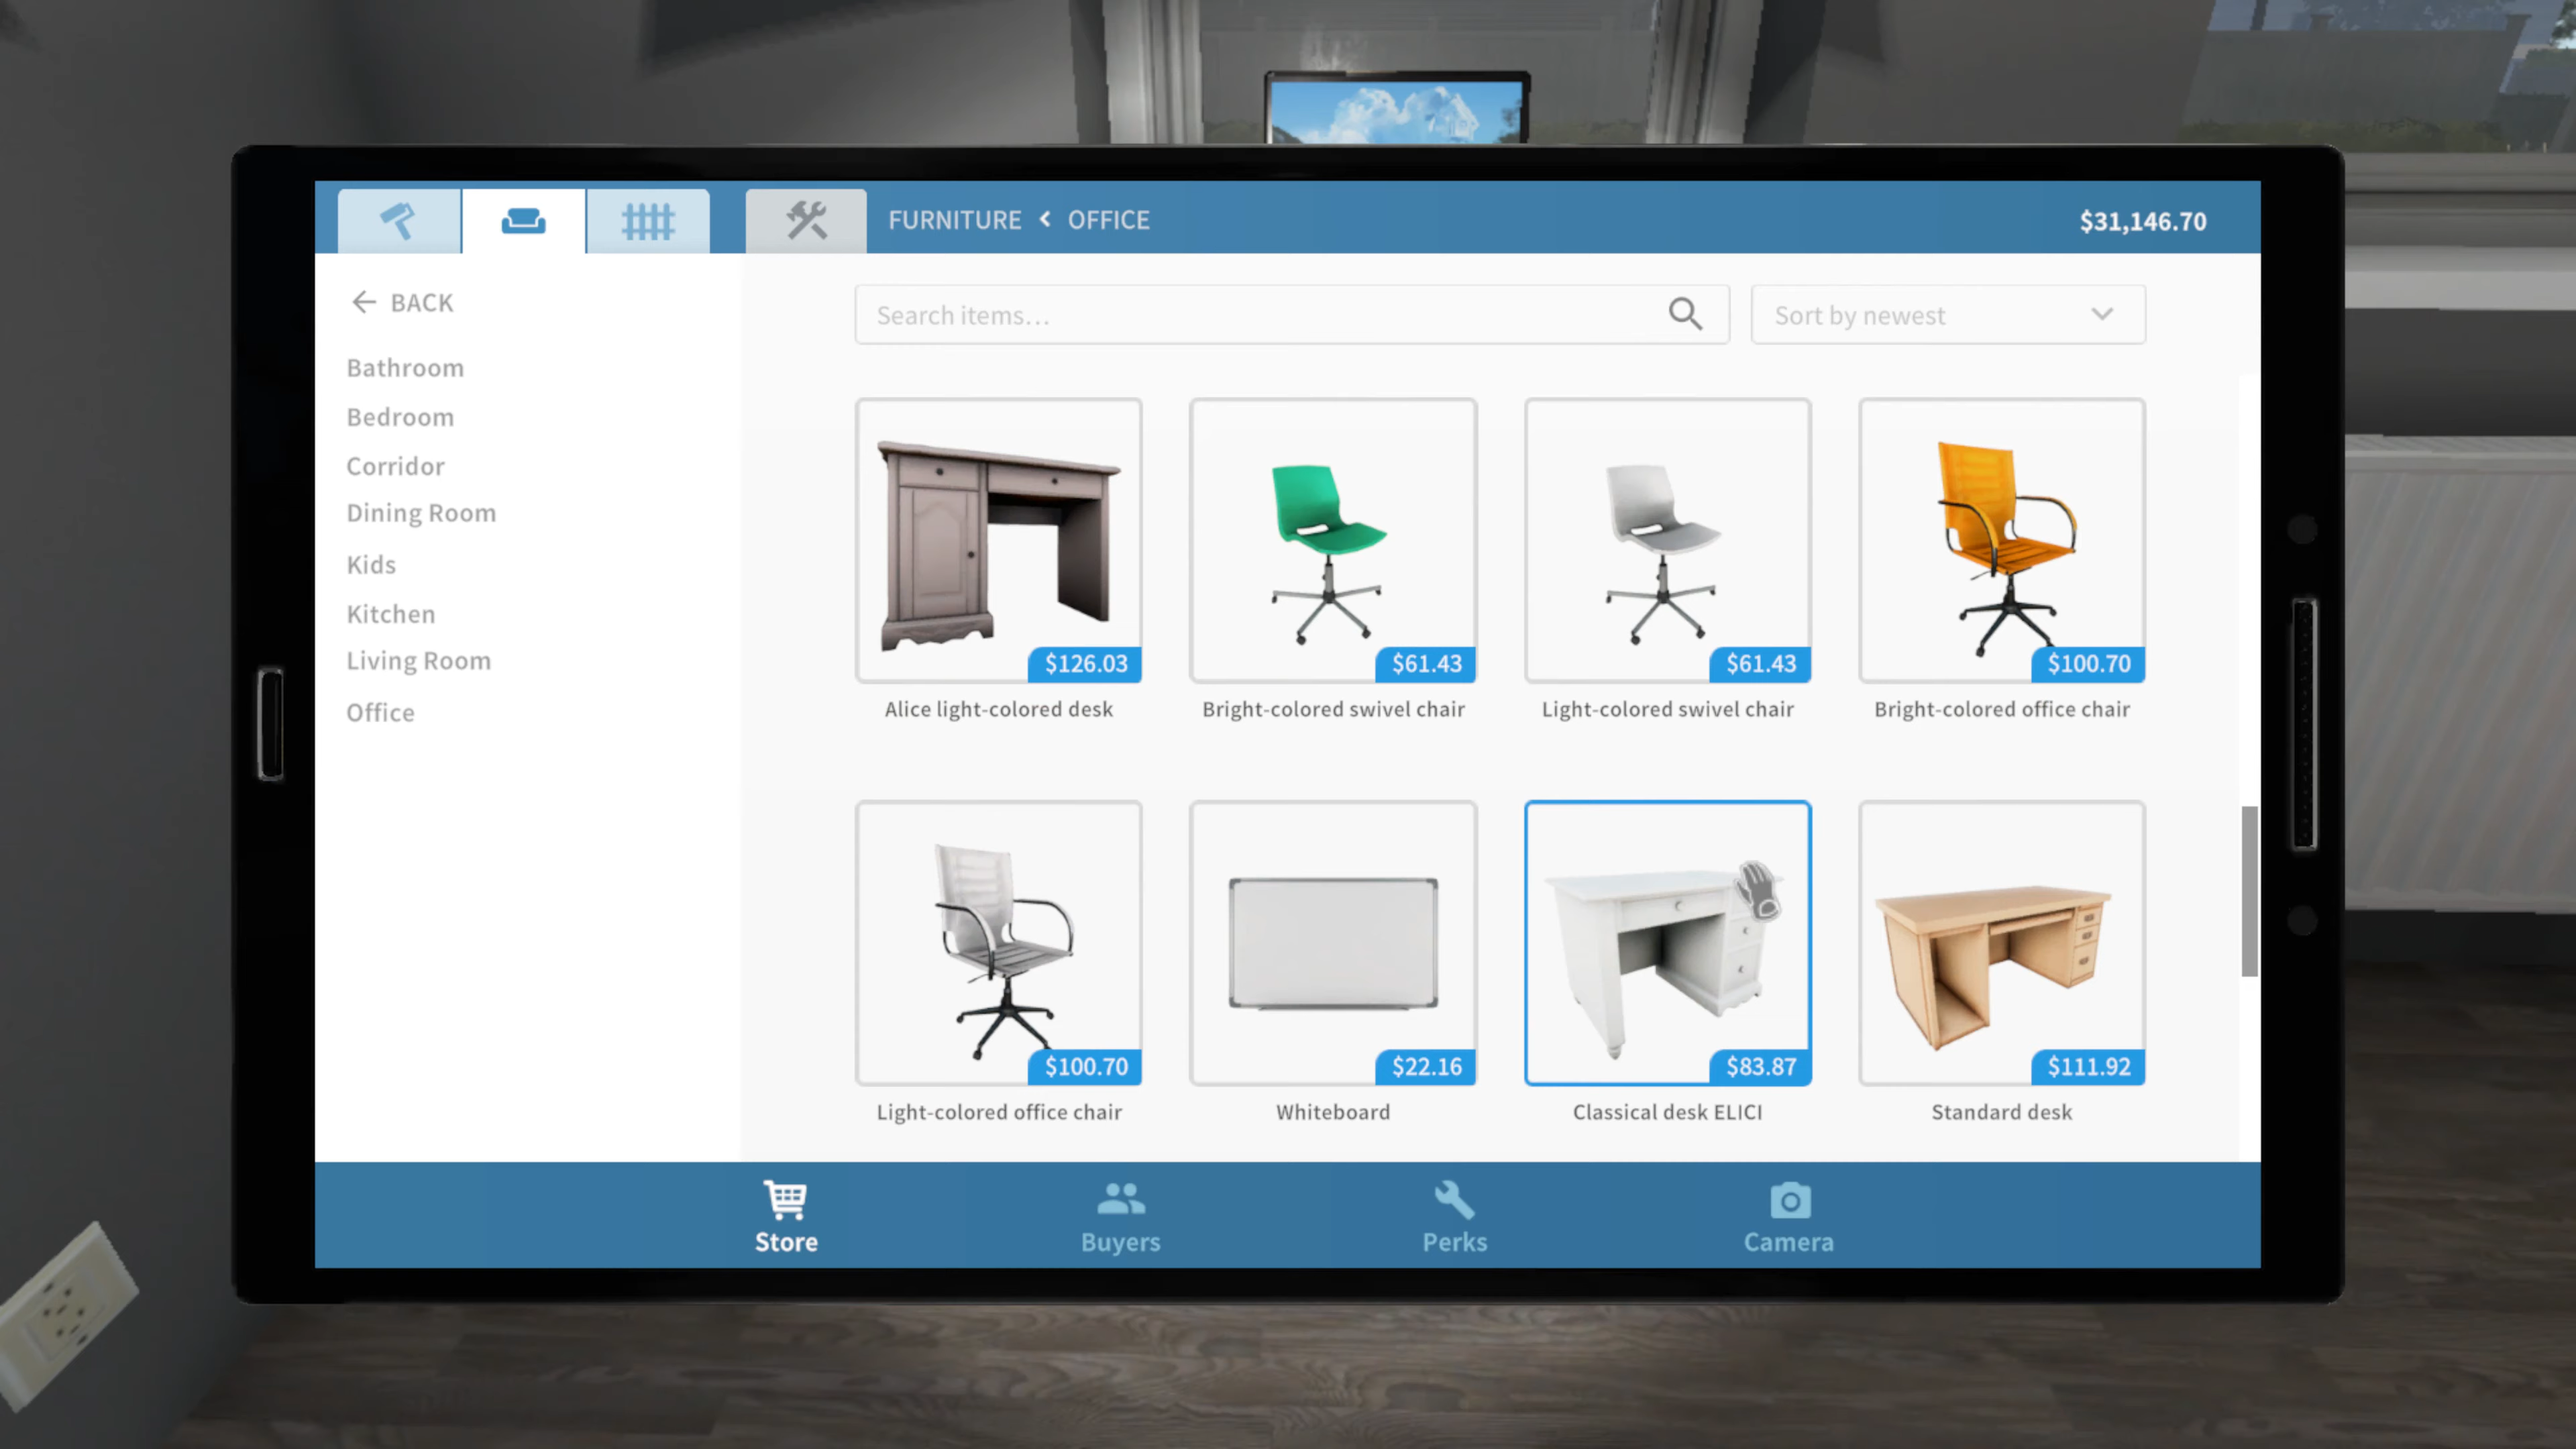 FURNITURE < OFFICE
$31,146.70
BACK
Search items...
Sort by newest
Bathroom
Bedroom
Corridor
Dining Room
Kids
Kitchen
Living Room
Office
$126.03
$61.43
$61.43
$100.70
Alice light-colored desk
Bright-colored swivel chair
Light-colored swivel chair
Bright-colored office chair
$100.70
$22.16
$83.87
$111.92
Light-colored office chair
Whiteboard
Classical desk ELICI
Standard desk
Store
Buyers
Perks
Camera